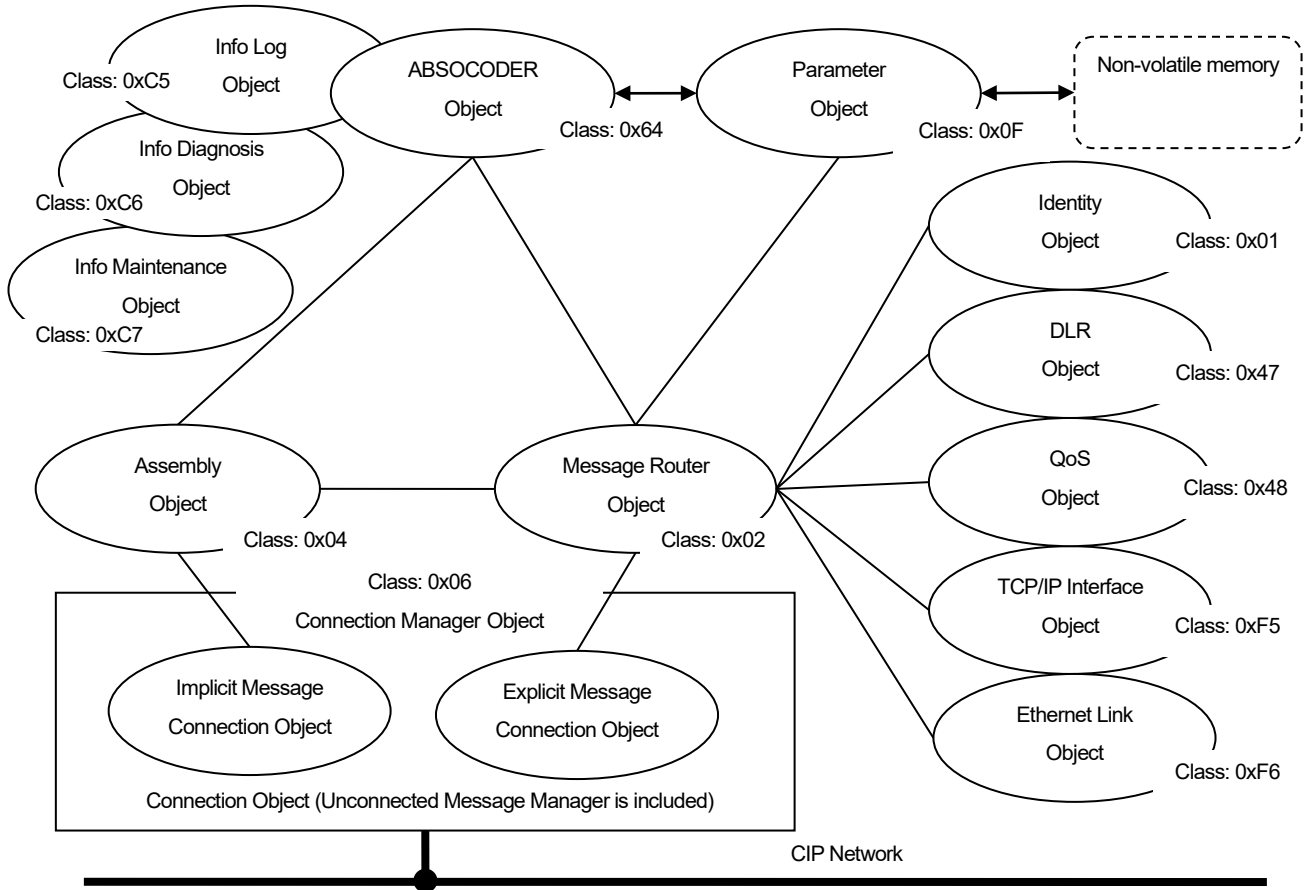 Info Log
Object
Class: 0xC5
ABSOCODER
Object
Class: 0x64
Parameter
Object
Class: 0x0F
Non-volatile memory
Info Diagnosis
Object
Class: 0xC6
Info Maintenance
Object
Class: 0xC7
Identity
Object
Class: 0x01
DLR
Object
Class: 0x47
QoS
Object
Class: 0x48
TCP/IP Interface
Object
Class: 0xF5
Ethernet Link
Object
Class: 0xF6
Assembly
Object
Class: 0x04
Message Router
Object
Class: 0x02
Class: 0x06
Connection Manager Object
Implicit Message
Connection Object
Explicit Message
Connection Object
Connection Object (Unconnected Message Manager is included)
CIP Network